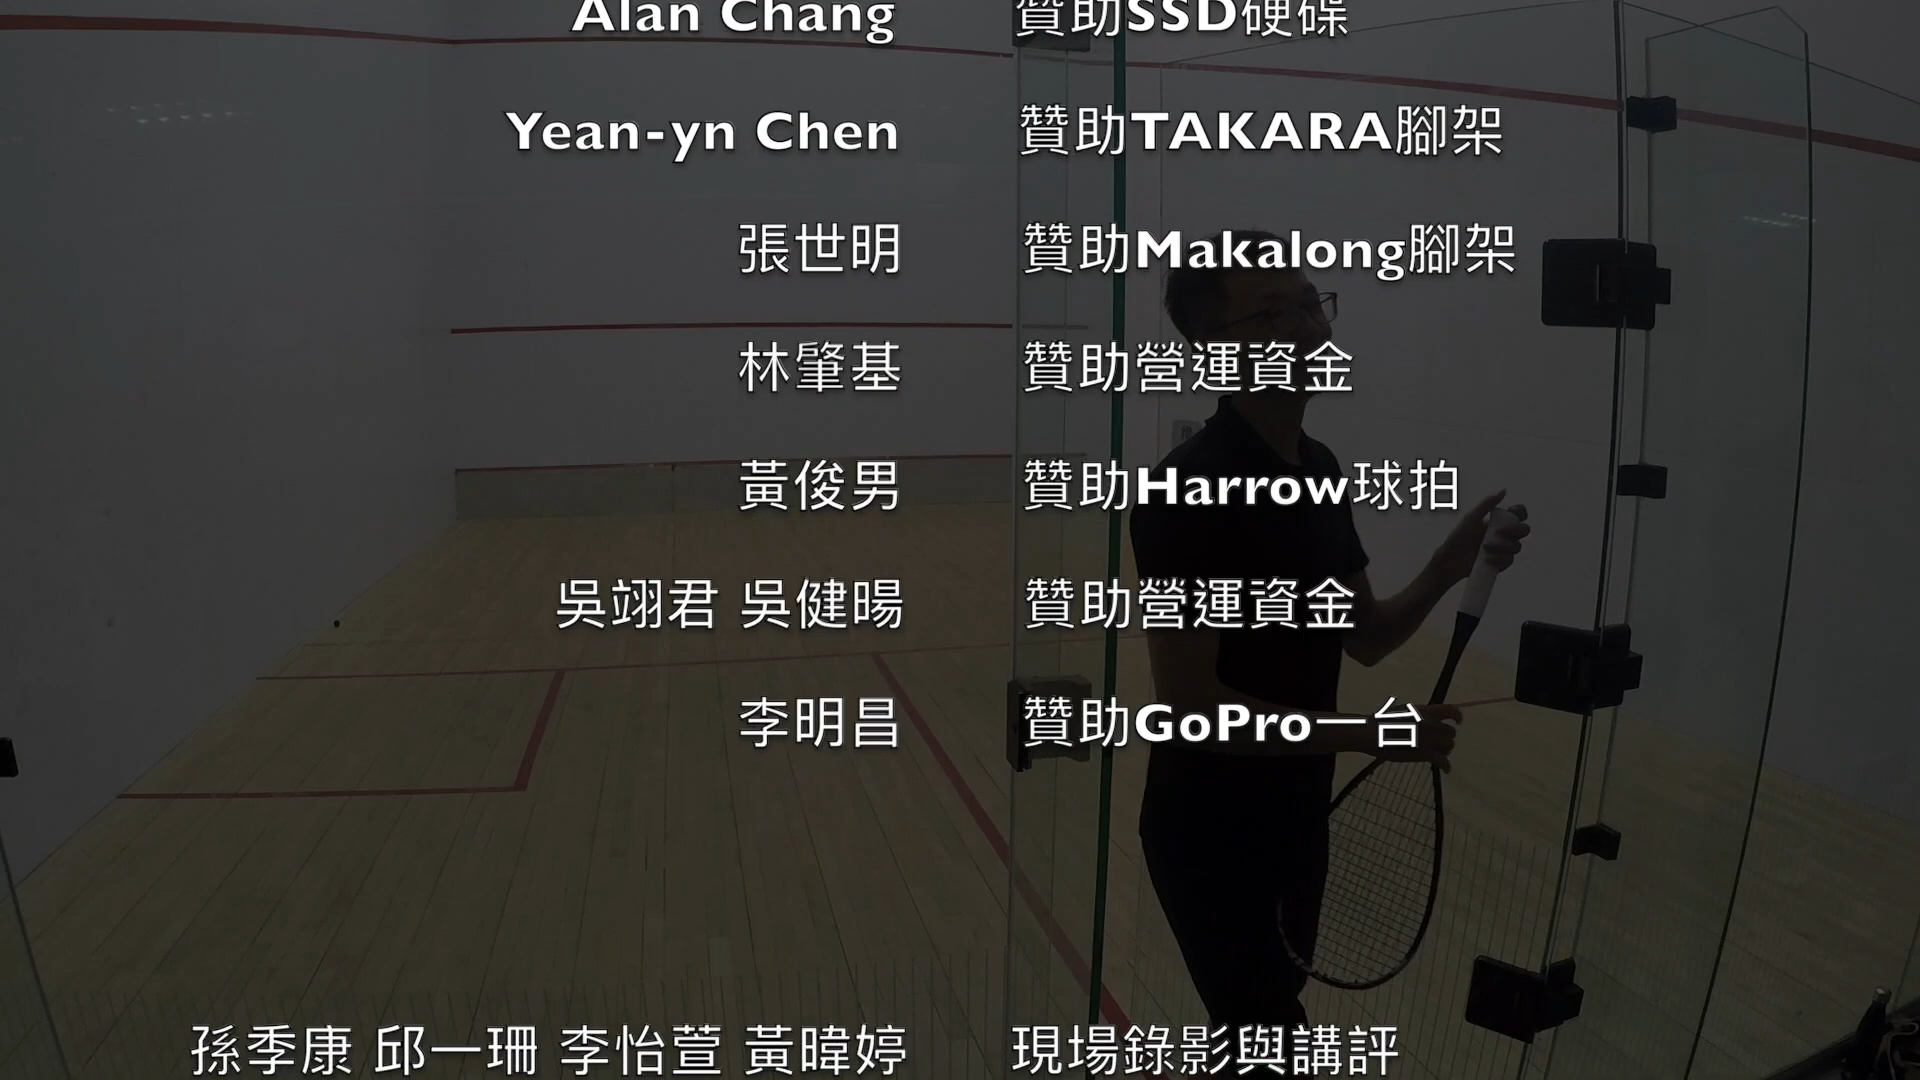 Alan Chang 贊助SSD硬碟
Yean-yn Chen 贊助TAKARA腳架
張世明 贊助Makalong腳架
林肇基 贊助營運資金
黃俊男 贊助Harrow球拍
吳翊君 吳健暘 贊助營運資金
李明昌 贊助GoPro一台
孫季康 邱一珊 李怡萱 黃暐婷 現場錄影與講評